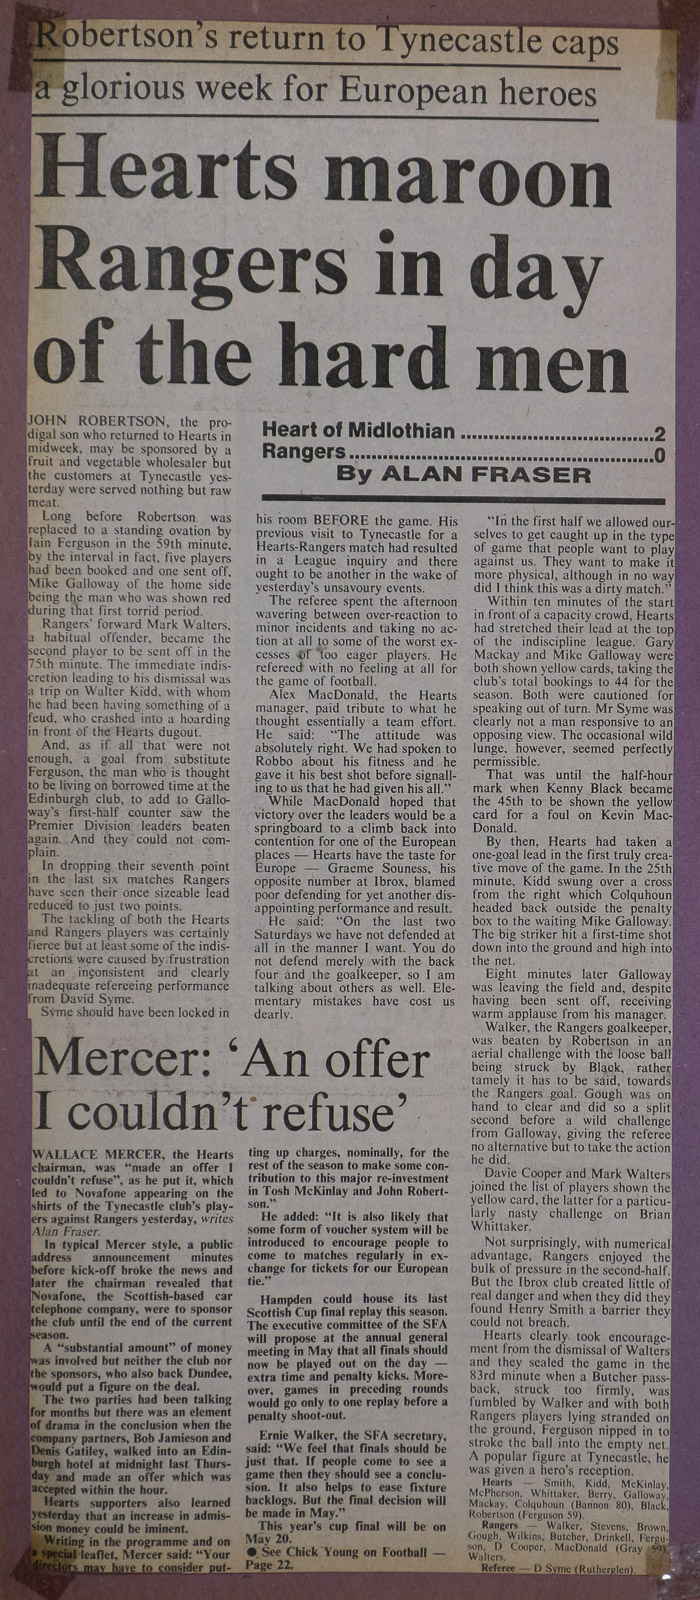 Robertson's return to Tynecastle caps
a glorious week for European heroes
Hearts maroon
Rangers in day
of the hard men
JOHN ROBERTSON, the pro-
digal son who returned to Hearts in
midweek, may be sponsored by a
fruit and vegetable wholesaler but
the customers at Tynecastle yes-
terday were served nothing but raw
meat.
Long before Robertson was
replaced to a standing ovation by
Iain Ferguson in the 59th minute,
by the interval in fact, five players
had been booked and one sent off,
Mike Galloway of the home side
being the man who was shown red
during that first torrid period.
Rangers' forward Mark Walters,
a habitual offender, became the
second player to be sent off in the
75th minute. The immediate indis-
cretion leading to his dismissal was
a trip on Walter Kidd, with whom
he had been having something of a
feud, who crashed into a hoarding
in front of the Hearts dugout.
And, as if all that were not
enough, a goal from substitute
Ferguson, the man who is thought
to be living on borrowed time at the
Edinburgh club, to add to Gallo-
way's first-half counter saw the
Premier Division leaders beaten
again. And they could not com-
plain.
In dropping their seventh point
in the last six matches Rangers
have seen their once sizeable lead
reduced to just two points.
The tackling of both the Hearts
and Rangers players was certainly
fierce but at least some of the indis-
cretions were caused by frustration
at an inconsistent and clearly
inadequate refereeing performance
from David Syme.
Syme should have been locked in
Heart of Midlothian ....................................2
Rangers..........................................................0
By ALAN FRASER
his room BEFORE the game. His
previous visit to Tynecastle for a
Hearts-Rangers match had resulted
in a League inquiry and there
ought to be another in the wake of
yesterday's unsavoury events.
The referee spent the afternoon
wavering between over-reaction to
minor incidents and taking no ac-
tion at all to some of the worst ex-
cesses of too eager players. He
refereed with no feeling at all for
the game of football.
Alex MacDonald, the Hearts
manager, paid tribute to what he
thought essentially a team effort.
He said: "The attitude was
absolutely right. We had spoken to
Robbo about his fitness and he
gave it his best shot before signall-
ing to us that he had given his all."
While MacDonald hoped that
victory over the leaders would be a
springboard to a climb back into
contention for one of the European
places — Hearts have the taste for
Europe — Graeme Souness, his
opposite number at Ibrox, blamed
poor defending for yet another dis-
appointing performance and result.
He said: "On the last two
Saturdays we have not defended at
all in the manner I want. You do
not defend merely with the back
four and the goalkeeper, so I am
talking about others as well. Ele-
mentary mistakes have cost us
dearly.
"In the first half we allowed our-
selves to get caught up in the type
of game that people want to play
against us. They want to make it
more physical, although in no way
did I think this was a dirty match."
Within ten minutes of the start
in front of a capacity crowd, Hearts
had stretched their lead at the top
of the indiscipline league. Gary
Mackay and Mike Galloway were
both shown yellow cards, taking the
club's total bookings to 44 for the
season. Both were cautioned for
speaking out of turn. Mr Syme was
clearly not a man responsive to an
opposing view. The occasional wild
lunge, however, seemed perfectly
permissible.
That was until the half-hour
mark when Kenny Black became
the 45th to be shown the yellow
card for a foul on Kevin Mac-
Donald.
By then, Hearts had taken a
one-goal lead in the first truly crea-
tive move of the game. In the 25th
minute, Kidd swung over a cross
from the right which Colquhoun
headed back outside the penalty
box to the waiting Mike Galloway.
The big striker hit a first-time shot
down into the ground and high into
the net.
Eight minutes later Galloway
was leaving the field and, despite
having been sent off, receiving
warm applause from his manager.
Walker, the Rangers goalkeeper,
was beaten by Robertson in an
aerial challenge with the loose ball
being struck by Black, rather
tamely it has to be said, towards
the Rangers goal. Gough was on
hand to clear and did so a split
second before a wild challenge
from Galloway, giving the referee
no alternative but to take the action
he did.
Davie Cooper and Mark Walters
joined the list of players shown the
yellow card, the latter for a particu-
larly nasty challenge on Brian
Whittaker.
Not surprisingly, with numerical
advantage, Rangers enjoyed the
bulk of pressure in the second-half.
But the Ibrox club created little of
real danger and when they did they
found Henry Smith a barrier they
could not breach.
Hearts clearly took encourage-
ment from the dismissal of Walters
and they sealed the game in the
83rd minute when a Butcher pass-
back, struck too firmly, was
fumbled by Walker and with both
Rangers players lying stranded on
the ground, Ferguson nipped in to
stroke the ball into the empty net.
A popular figure at Tynecastle, he
was given a hero's reception.
Hearts — Smith, Kidd, McKinlay,
McPherson, Whittaker, Berry, Galloway,
Mackay, Colquhoun (Bannon 80), Black,
Robertson (Ferguson 59).
Rangers — Walker, Stevens, Brown,
Gough, Wilkins, Butcher, Drinkell, Fergu-
son, D Cooper, MacDonald (Gray 59),
Walters.
Referee — D Syme (Rutherglen).
Mercer: 'An offer
I couldn't refuse'
WALLACE MERCER, the Hearts
chairman, was "made an offer I
couldn't refuse", as he put it, which
led to Novafone appearing on the
shirts of the Tynecastle club's play-
ers against Rangers yesterday, writes
Alan Fraser.
In typical Mercer style, a public
address announcement minutes
before kick-off broke the news and
later the chairman revealed that
Novafone, the Scottish-based car
telephone company, were to sponsor
the club until the end of the current
season.
A "substantial amount" of money
was involved but neither the club nor
the sponsors, who also back Dundee,
would put a figure on the deal.
The two parties had been talking
for months but there was an element
of drama in the conclusion when the
company partners, Bob Jamieson and
Denis Gatiley, walked into an Edin-
burgh hotel at midnight last Thurs-
day and made an offer which was
accepted within the hour.
Hearts supporters also learned
yesterday that an increase in admis-
sion money could be imminent.
Writing in the programme and on
a special leaflet, Mercer said: "Your
directors may have to consider put-
ting up charges, nominally, for the
rest of the season to make some con-
tribution to this major re-investment
in Tosh McKinlay and John Robert-
son."
He added: "It is also likely that
some form of voucher system will be
introduced to encourage people to
come to matches regularly in ex-
change for tickets for our European
tie."
Hampden could house its last
Scottish Cup final replay this season.
The executive committee of the SFA
will propose at the annual general
meeting in May that all finals should
now be played out on the day —
extra time and penalty kicks. More-
over, games in preceding rounds
would go only to one replay before a
penalty shoot-out.
Ernie Walker, the SFA secretary,
said: "We feel that finals should be
just that. If people come to see a
game then they should see a conclu-
sion. It also helps to ease fixture
backlogs. But the final decision will
be made in May."
This year's cup final will be on
May 20.
● See Chick Young on Football —
Page 22.